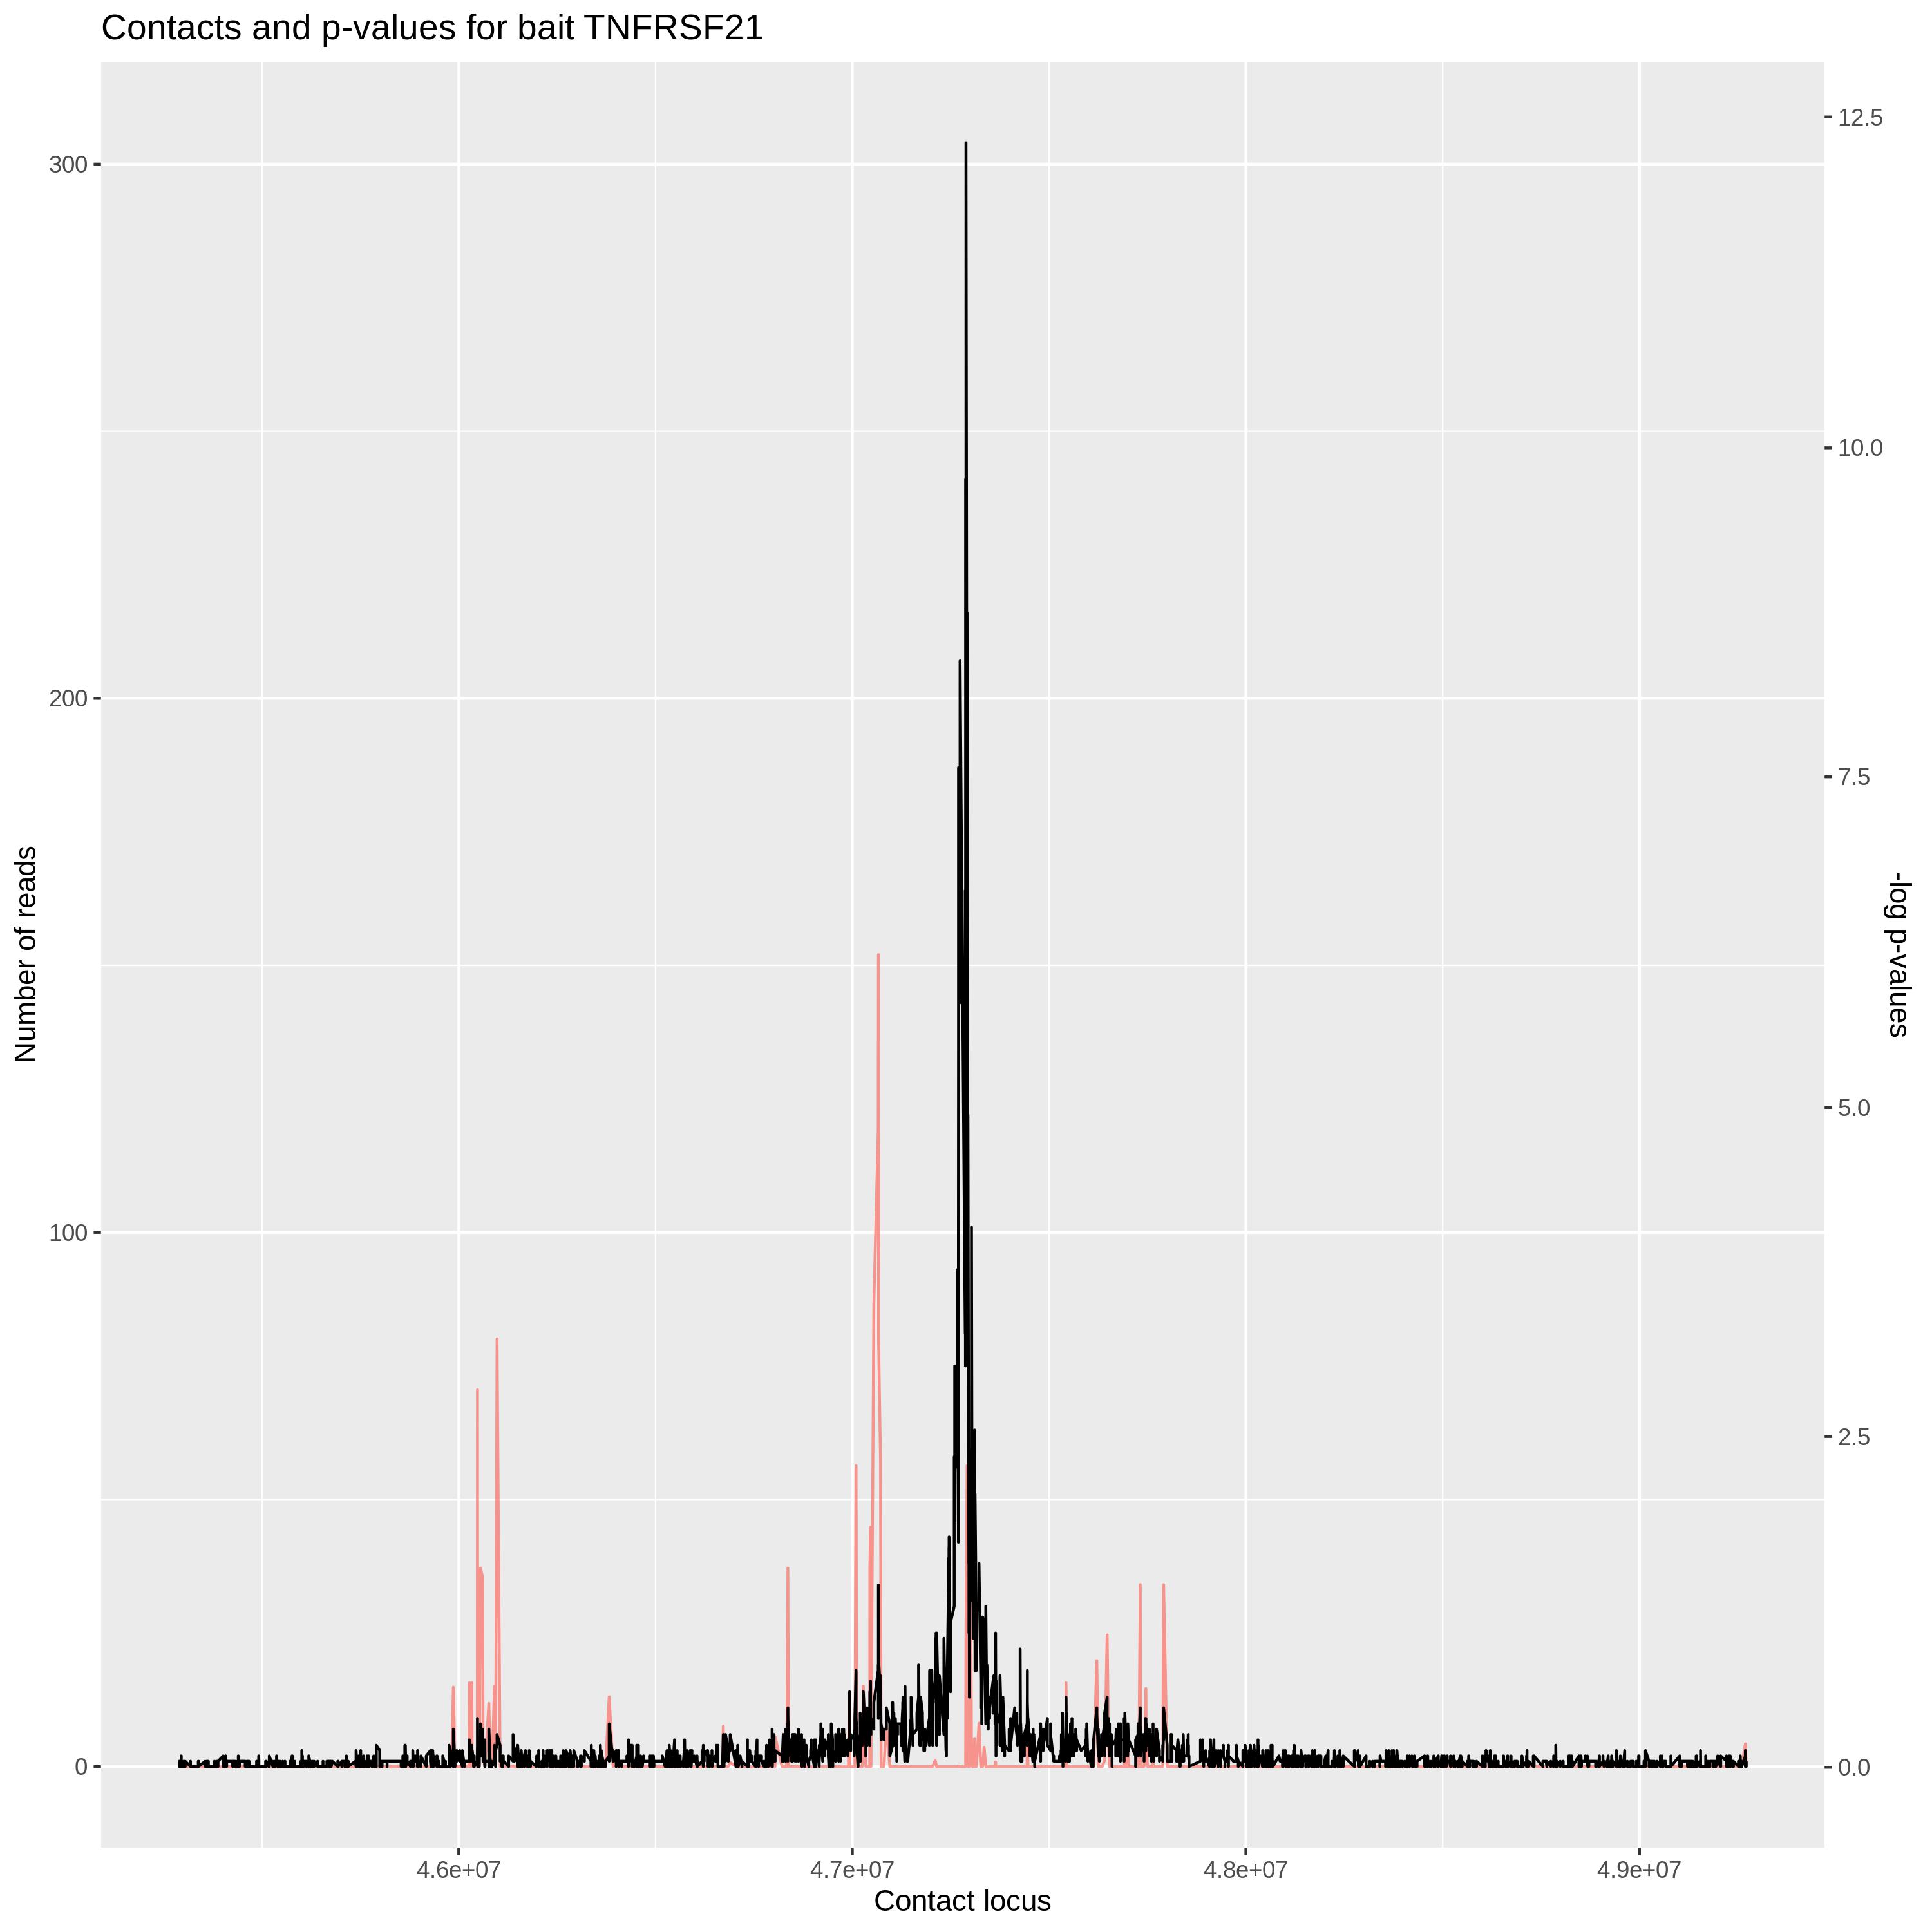 Contacts and p-values for bait TNFRSF21
300
200
100
0
Number of reads
12.5
10.0
7.5
5.0
2.5
0.0
-log p-values
4.6e+07
4.7e+07
4.8e+07
4.9e+07
Contact locus